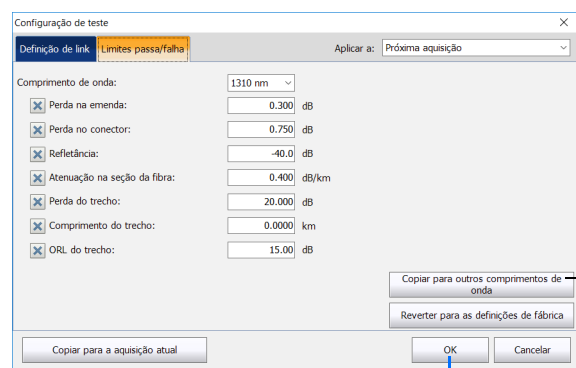 Configuração de teste
Definição de link Limites passa/falha Aplicar a: Próxima aquisição
Comprimento de onda: 1310 nm
Perda na emenda: 0.300 dB
Perda no conector: 0.750 dB
Refletância: -40.0 dB
Atenuação na seção da fibra: 0.400 dB/km
Perda do trecho: 20.000 dB
Comprimento do trecho: 0.0000 km
ORL do trecho: 15.00 dB
Copiar para outros comprimentos de
onda
Reverter para as definições de fábrica
Copiar para a aquisição atual OK Cancelar